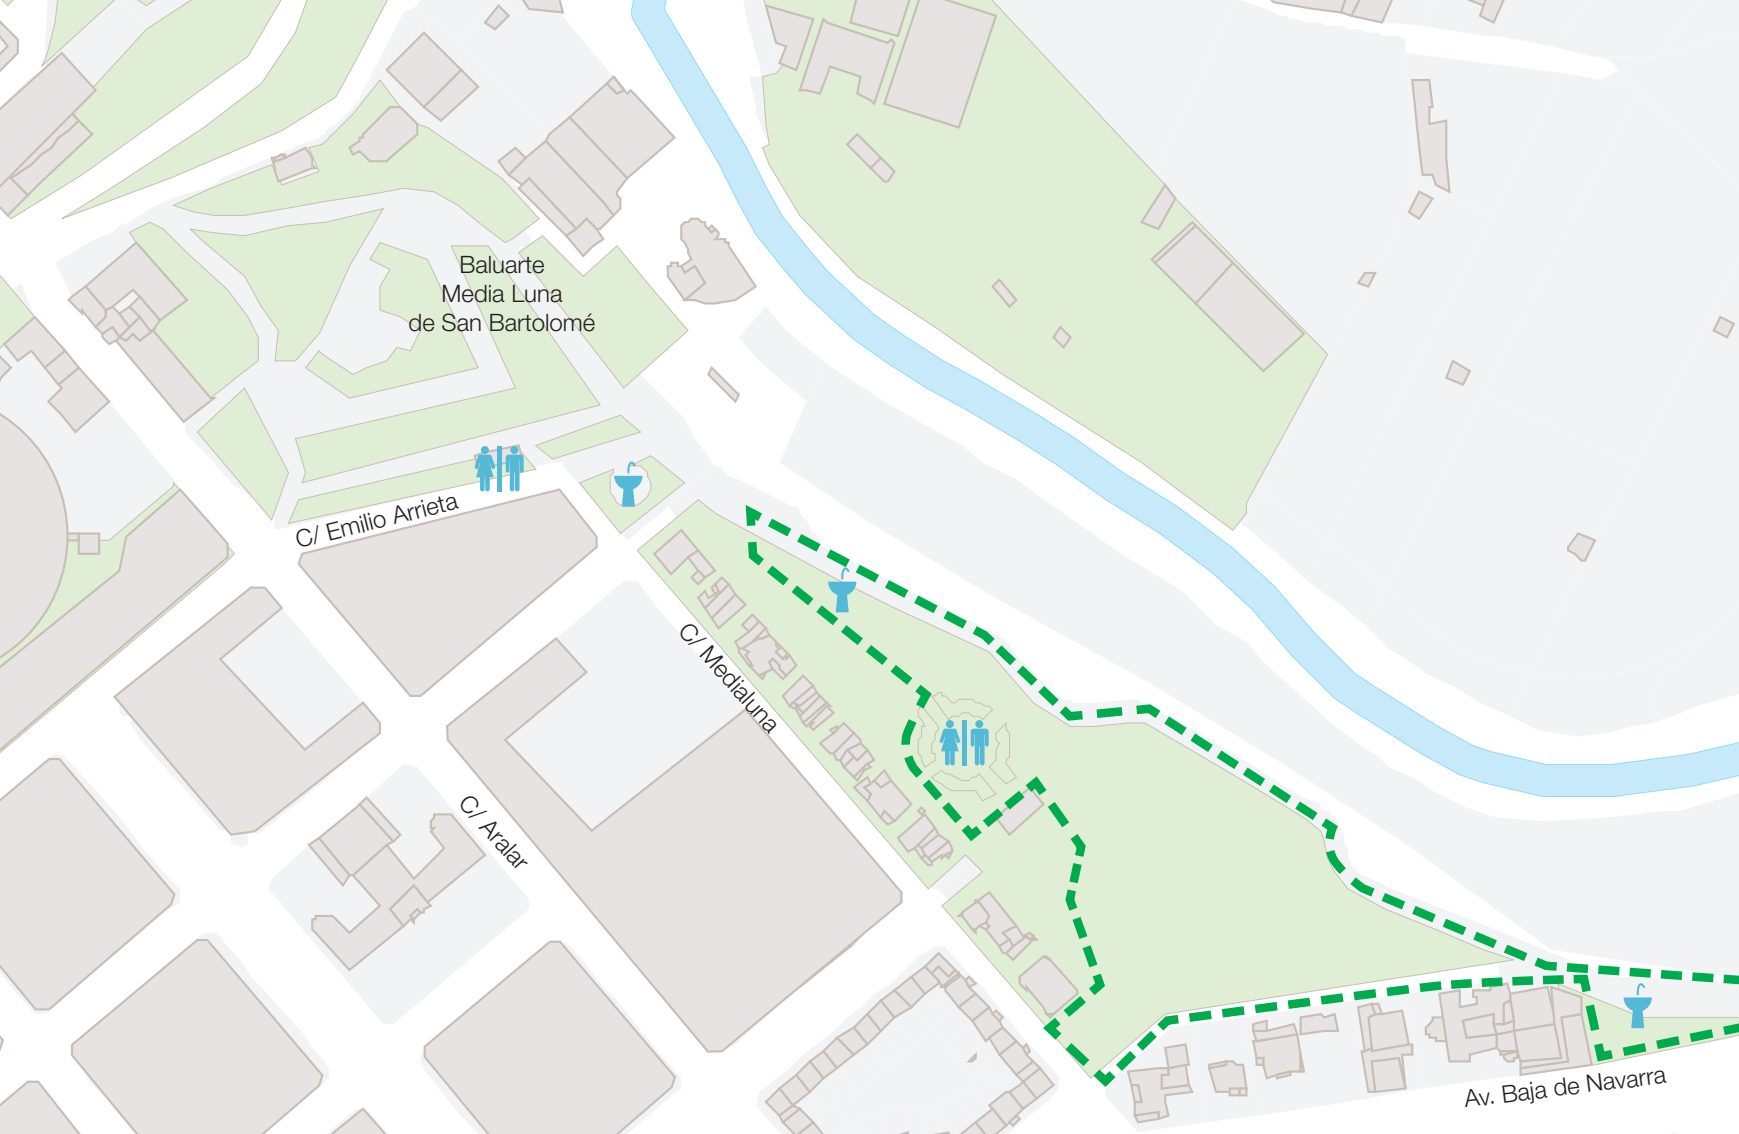 Baluarte
Media Luna
de San Bartolomé
C/ Emilio Arrieta
C/ Medialuna
C/ Aralar
Av. Baja de Navarra